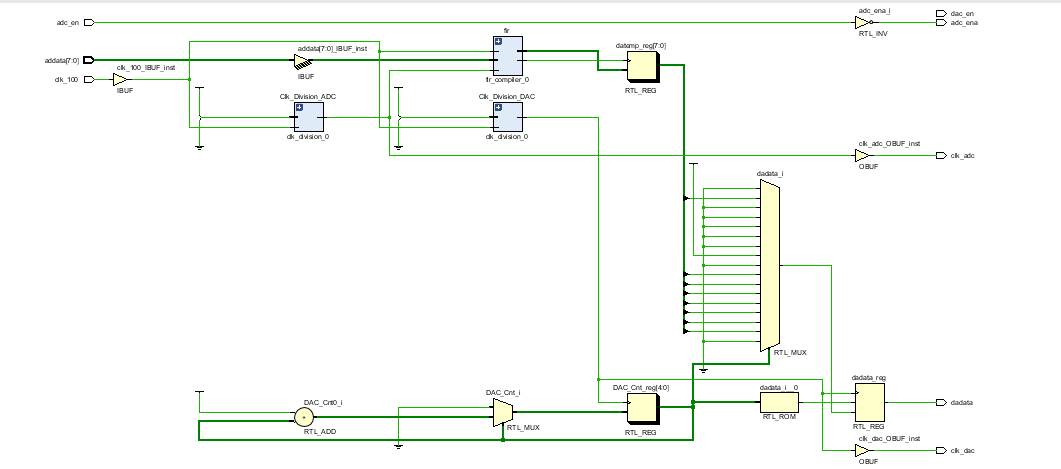 adc_en
adc_ena_i
dac_en
adc_ena
RTL_INV
addata[7:0]
addata[7:0]_IBUF_inst
IBUF
fir
fir_compiler_0
datemp_reg[7:0]
RTL_REG
clk_100
clk_100_IBUF_inst
IBUF
Clk_Division_ADC
clk_division_0
Clk_Division_DAC
clk_division_0
clk_adc_OBUF_inst
OBUF
clk_adc
dadata_i
RTL_MUX
DAC_Cnt0_i
+
RTL_ADD
DAC_Cnt_i
RTL_MUX
DAC_Cnt_reg[4:0]
RTL_REG
dadata_i__0
RTL_ROM
dadata_reg
RTL_REG
dadata
clk_dac_OBUF_inst
OBUF
clk_dac